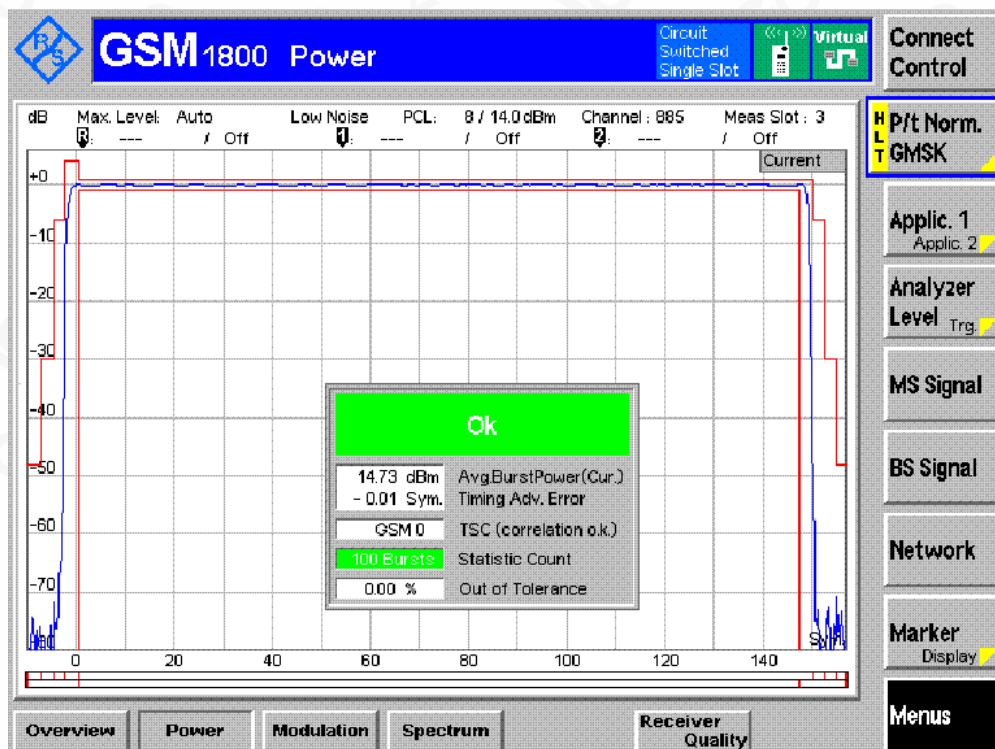 R/S
GSM 1800 Power
Circuit
Switched
Single Slot
Virtual
Connect
Control
dB Max. Level: Auto Low Noise PCL: 8 / 14.0 dBm Channel : 885 Meas Slot : 3
R: --- / Off 1: --- / Off 2: --- / Off
Current
H
L
T
P/t Norm.
GMSK
Applic. 1
Applic. 2
Analyzer
Level Trg.
MS Signal
BS Signal
Network
Marker
Display
Menus
+0
-10
-20
-30
-40
-50
-60
-70
Ok
14.73 dBm Avg.BurstPower(Cur.)
- 0.01 Sym. Timing Adv. Error
GSM 0 TSC (correlation o.k.)
100 Bursts Statistic Count
0.00 % Out of Tolerance
0 20 40 60 80 100 120 140
Overview Power Modulation Spectrum Receiver
Quality